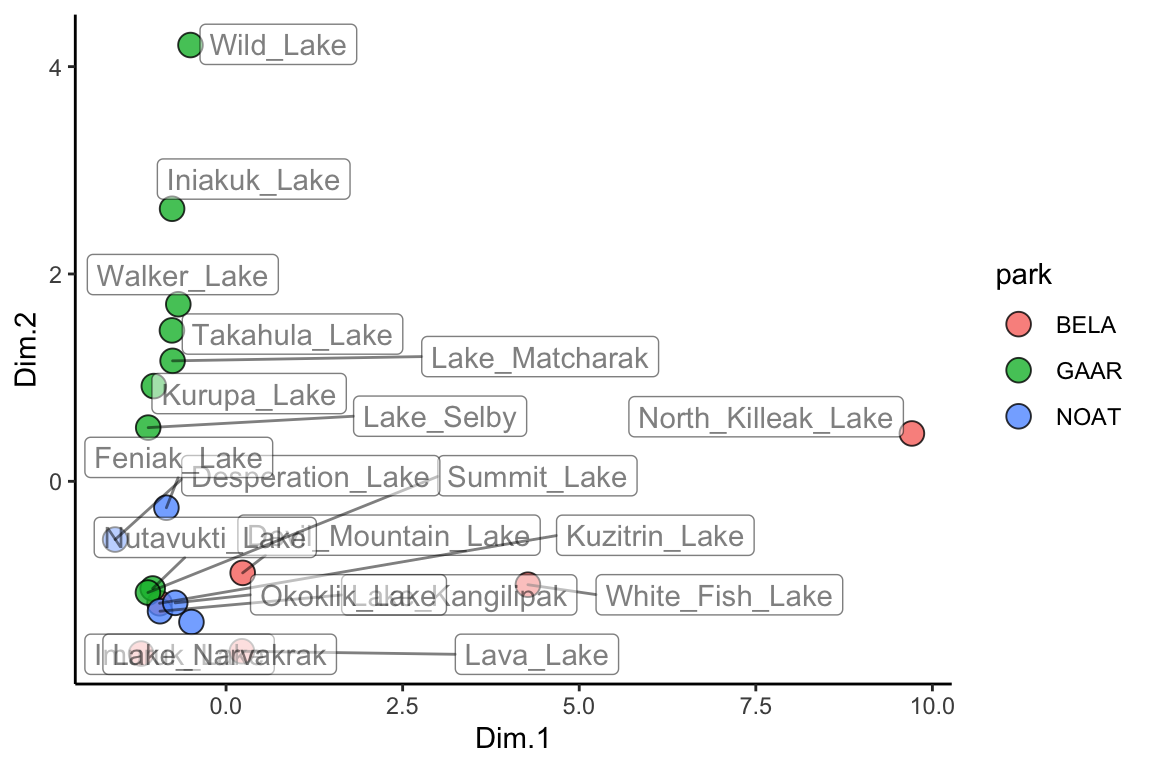 Wild_Lake
4
Iniakuk_Lake
Walker_Lake
2
park
Takahula_Lake
BELA
Lake_Matcharak
GAAR
Kurupa_Lake
Dim.2
Lake_Selby
North_Killeak_Lake
NOAT
Feniak_Lake
Desperation_Lake
Summit_Lake
0
Nutavukti_Lake
Devil_Mountain_Lake
Kuzitrin_Lake
Okoklik_Lake
Lake_Kangilipak
White_Fish_Lake
Lake_Narvakrak
Lava_Lake
0.0 2.5 5.0 7.5 10.0
Dim.1